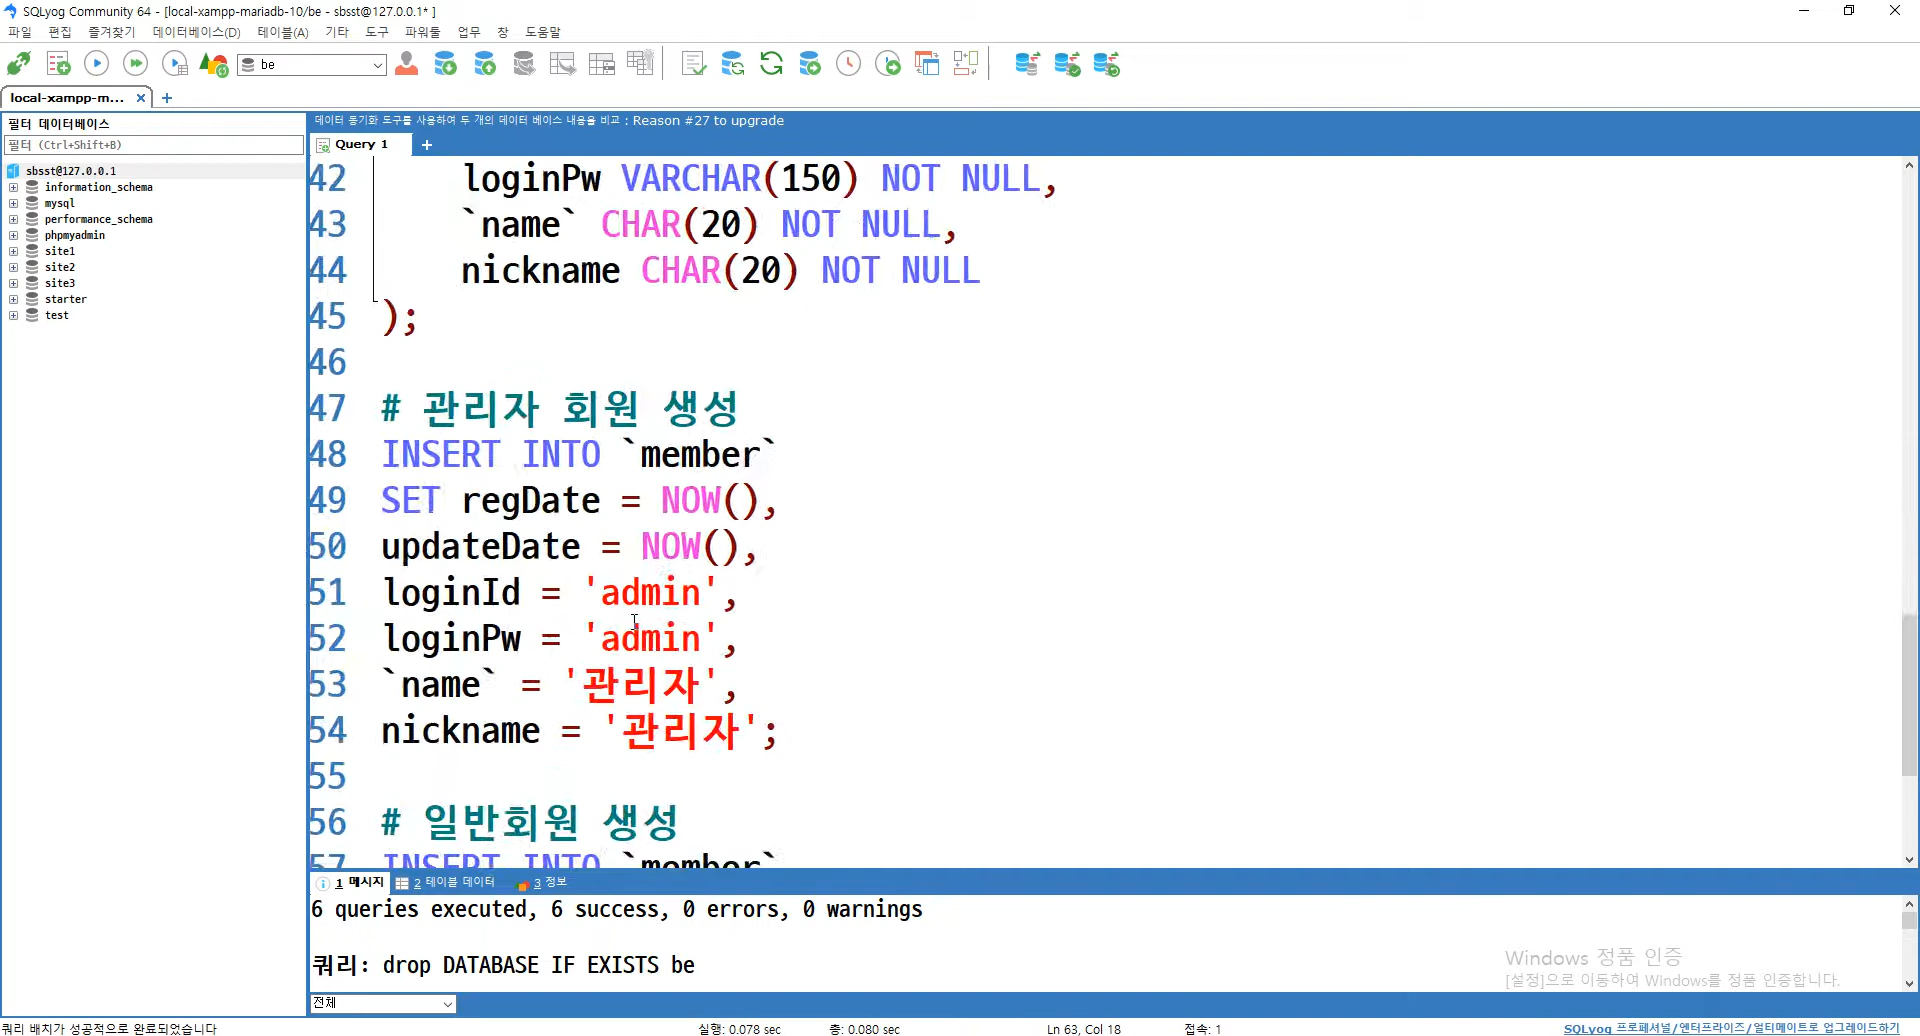 SQLyog Community 64 - [local-xampp-mariadb-10/be - sbsst@127.0.0.1* ]
파일 편집 즐겨찾기 데이터베이스(D) 테이블(A) 기타 도구 파워툴 업무 창 도움말
be
local-xampp-m...
필터 데이터베이스
필터 (Ctrl+Shift+B)
sbsst@127.0.0.1
information_schema
mysql
performance_schema
phpmyadmin
site1
site2
site3
starter
test
데이터 동기화 도구를 사용하여 두 개의 데이터 베이스 내용을 비교 : Reason #27 to upgrade
Query 1
42 loginPw VARCHAR(150) NOT NULL,
43 `name` CHAR(20) NOT NULL,
44 nickname CHAR(20) NOT NULL
45 );
46
47 # 관리자 회원 생성
48 INSERT INTO `member`
49 SET regDate = NOW(),
50 updateDate = NOW(),
51 loginId = 'admin',
52 loginPw = 'admin',
53 `name` = '관리자',
54 nickname = '관리자';
55
56 # 일반회원 생성
57 INSERT INTO `member`
1 메시지 2 테이블 데이터 3 정보
6 queries executed, 6 success, 0 errors, 0 warnings
쿼리: drop DATABASE IF EXISTS be
Windows 정품 인증
[설정]으로 이동하여 Windows를 정품 인증합니다.
전체
쿼리 배치가 성공적으로 완료되었습니다 실행: 0.078 sec 총: 0.080 sec Ln 63, Col 18 접속: 1 SQLyog 프로페셔널/엔터프라이즈/얼티메이트로 업그레이드하기